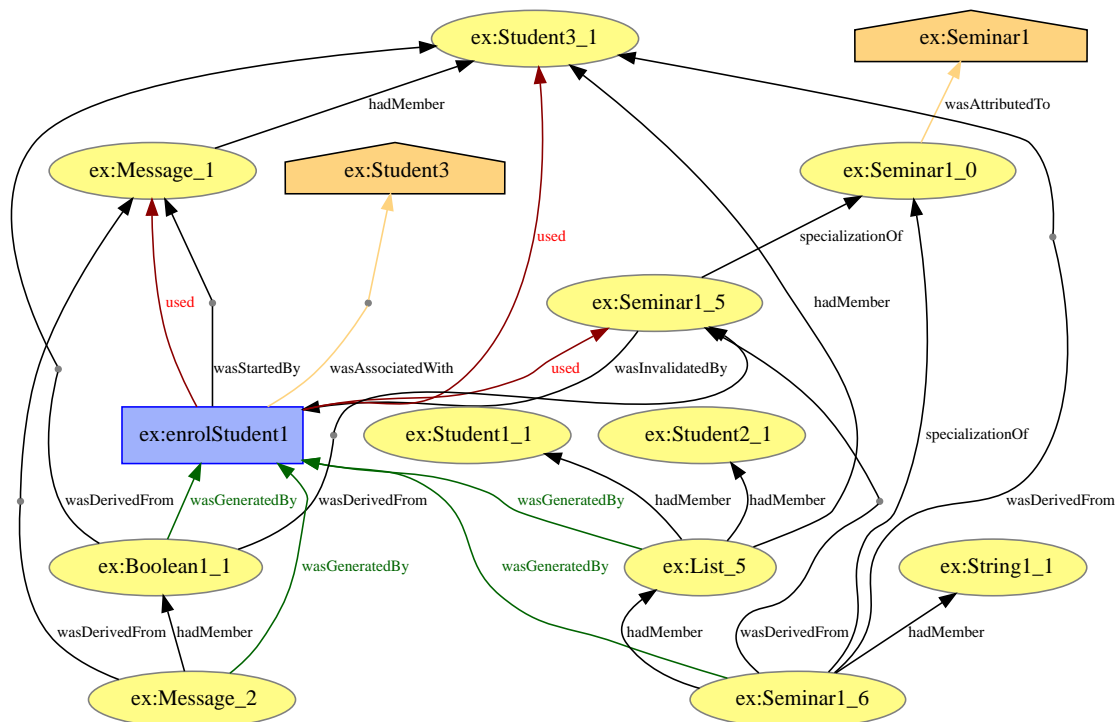 ex:Student3_1
ex:Seminar1
hadMember
wasAttributedTo
ex:Message_1
ex:Student3
ex:Seminar1_0
used
used
specializationOf
hadMember
ex:Seminar1_5
wasStartedBy
wasAssociatedWith
used
wasInvalidatedBy
ex:enrolStudent1
ex:Student1_1
ex:Student2_1
specializationOf
wasDerivedFrom
wasGeneratedBy
wasDerivedFrom
wasGeneratedBy
hadMember
hadMember
wasDerivedFrom
ex:Boolean1_1
wasGeneratedBy
wasGeneratedBy
ex:List_5
ex:String1_1
wasDerivedFrom
hadMember
hadMember
wasDerivedFrom
hadMember
ex:Message_2
ex:Seminar1_6